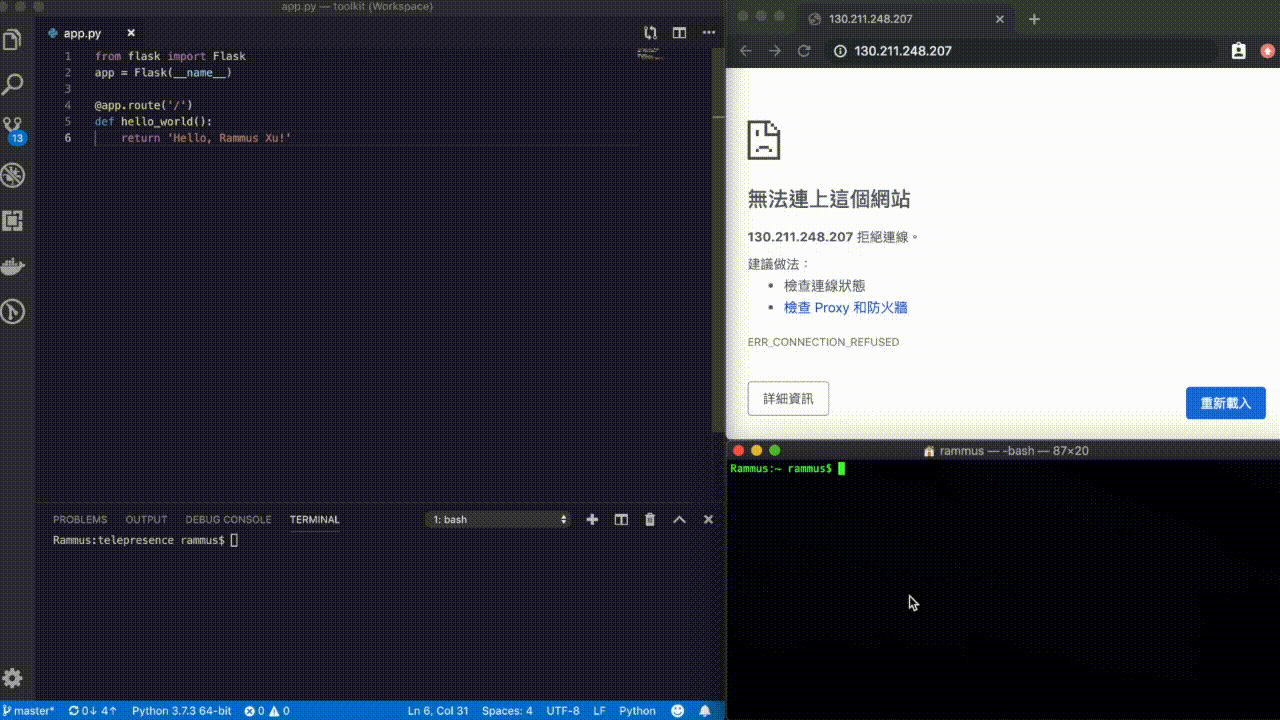 app.py — toolkit (Workspace)
app.py
1 from flask import Flask
2 app = Flask(__name__)
3
4 @app.route('/')
5 def hello_world():
6 return 'Hello, Rammus Xu!'
13
PROBLEMS OUTPUT DEBUG CONSOLE TERMINAL 1: bash
Rammus:telepresence rammus$
master* 0↓ 4↑ Python 3.7.3 64-bit 0 0 Ln 6, Col 31 Spaces: 4 UTF-8 LF Python
130.211.248.207
130.211.248.207
無法連上這個網站
130.211.248.207 拒絕連線。
建議做法：
• 檢查連線狀態
• 檢查 Proxy 和防火牆
ERR_CONNECTION_REFUSED
詳細資訊
重新載入
rammus — -bash — 87×20
Rammus:~ rammus$